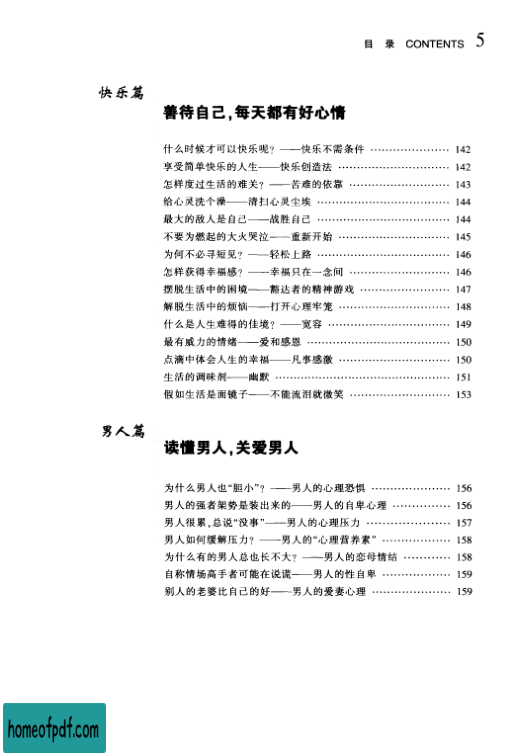 目 录 CONTENTS 5
快乐篇
善待自己,每天都有好心情
什么时候才可以快乐呢?——快乐不需条件 ………………… 142
享受简单快乐的人生——快乐创造法 ………………………… 142
怎样度过生活的难关?——苦难的依靠 ……………………… 143
给心灵洗个澡——清扫心灵尘埃 ……………………………… 144
最大的敌人是自己——战胜自己 ……………………………… 144
不要为燃起的大火哭泣——重新开始 ………………………… 145
为何不必寻短见?——轻松上路 ……………………………… 146
怎样获得幸福感?——幸福只在一念间 ……………………… 146
摆脱生活中的困境——豁达者的精神游戏 …………………… 147
解脱生活中的烦恼——打开心理牢笼 ………………………… 148
什么是人生难得的佳境?——宽容 …………………………… 149
最有威力的情绪——爱和感恩 ………………………………… 150
点滴中体会人生的幸福——凡事感激 ………………………… 150
生活的调味剂——幽默 ………………………………………… 151
假如生活是面镜子——不能流泪就微笑 ……………………… 153
男人篇
读懂男人,关爱男人
为什么男人也“胆小”?——男人的心理恐惧 ………………… 156
男人的强者架势是装出来的——男人的自卑心理 …………… 156
男人很累,总说“没事”——男人的心理压力 ………………… 157
男人如何缓解压力?——男人的“心理营养素” ……………… 158
为什么有的男人总也长不大?——男人的恋母情结 ………… 158
自称情场高手者可能在说谎——男人的性自卑 ……………… 159
别人的老婆比自己的好——男人的爱妻心理 ………………… 159
homeofpdf.com